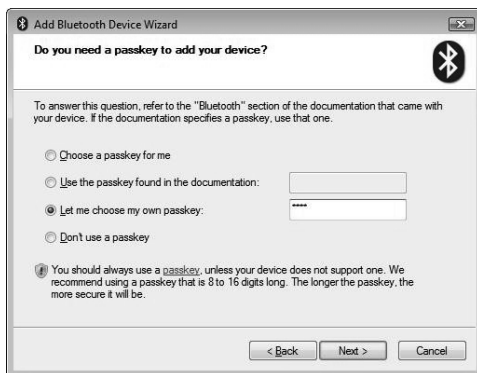 Add Bluetooth Device Wizard
Do you need a passkey to add your device?
To answer this question, refer to the "Bluetooth" section of the documentation that came with
your device. If the documentation specifies a passkey, use that one.
Choose a passkey for me
Use the passkey found in the documentation:
Let me choose my own passkey: ****
Don't use a passkey
You should always use a passkey, unless your device does not support one. We
recommend using a passkey that is 8 to 16 digits long. The longer the passkey, the
more secure it will be.
< Back Next > Cancel